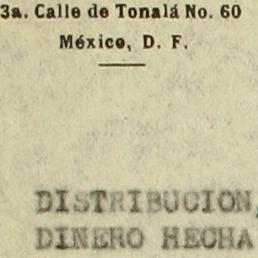 3a. Calle de Tonalá No. 60
México, D. F.
DISTRIBUCION,
DINERO HECHA